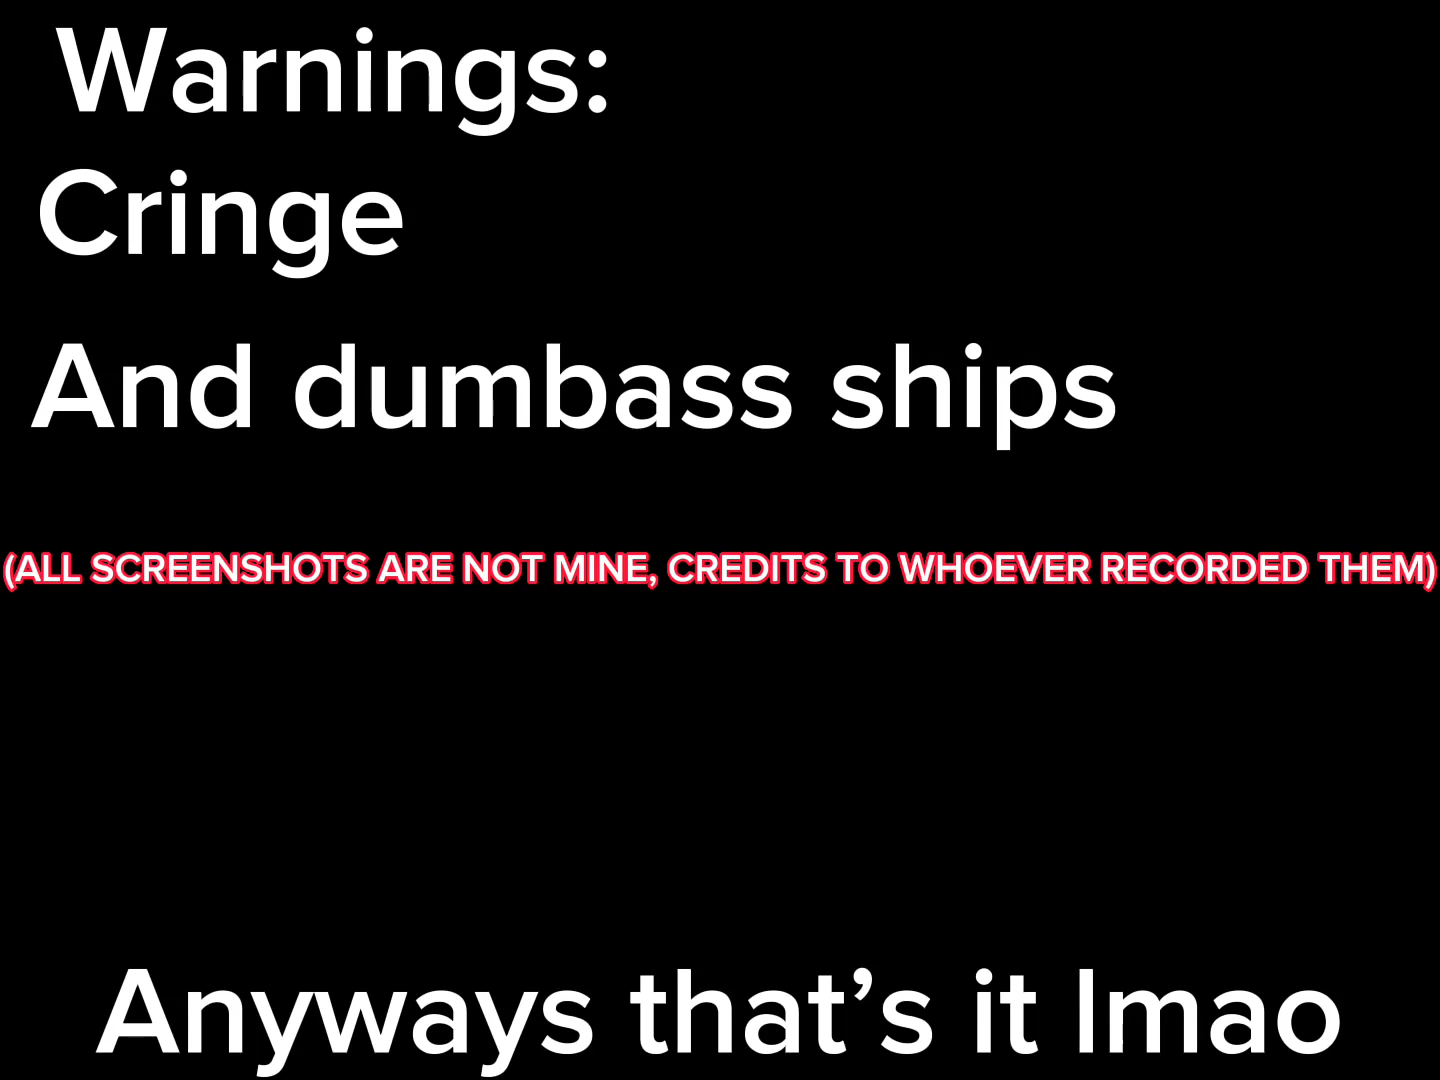 Warnings:
Cringe
And dumbass ships
(ALL SCREENSHOTS ARE NOT MINE, CREDITS TO WHOEVER RECORDED THEM)
Anyways that’s it lmao